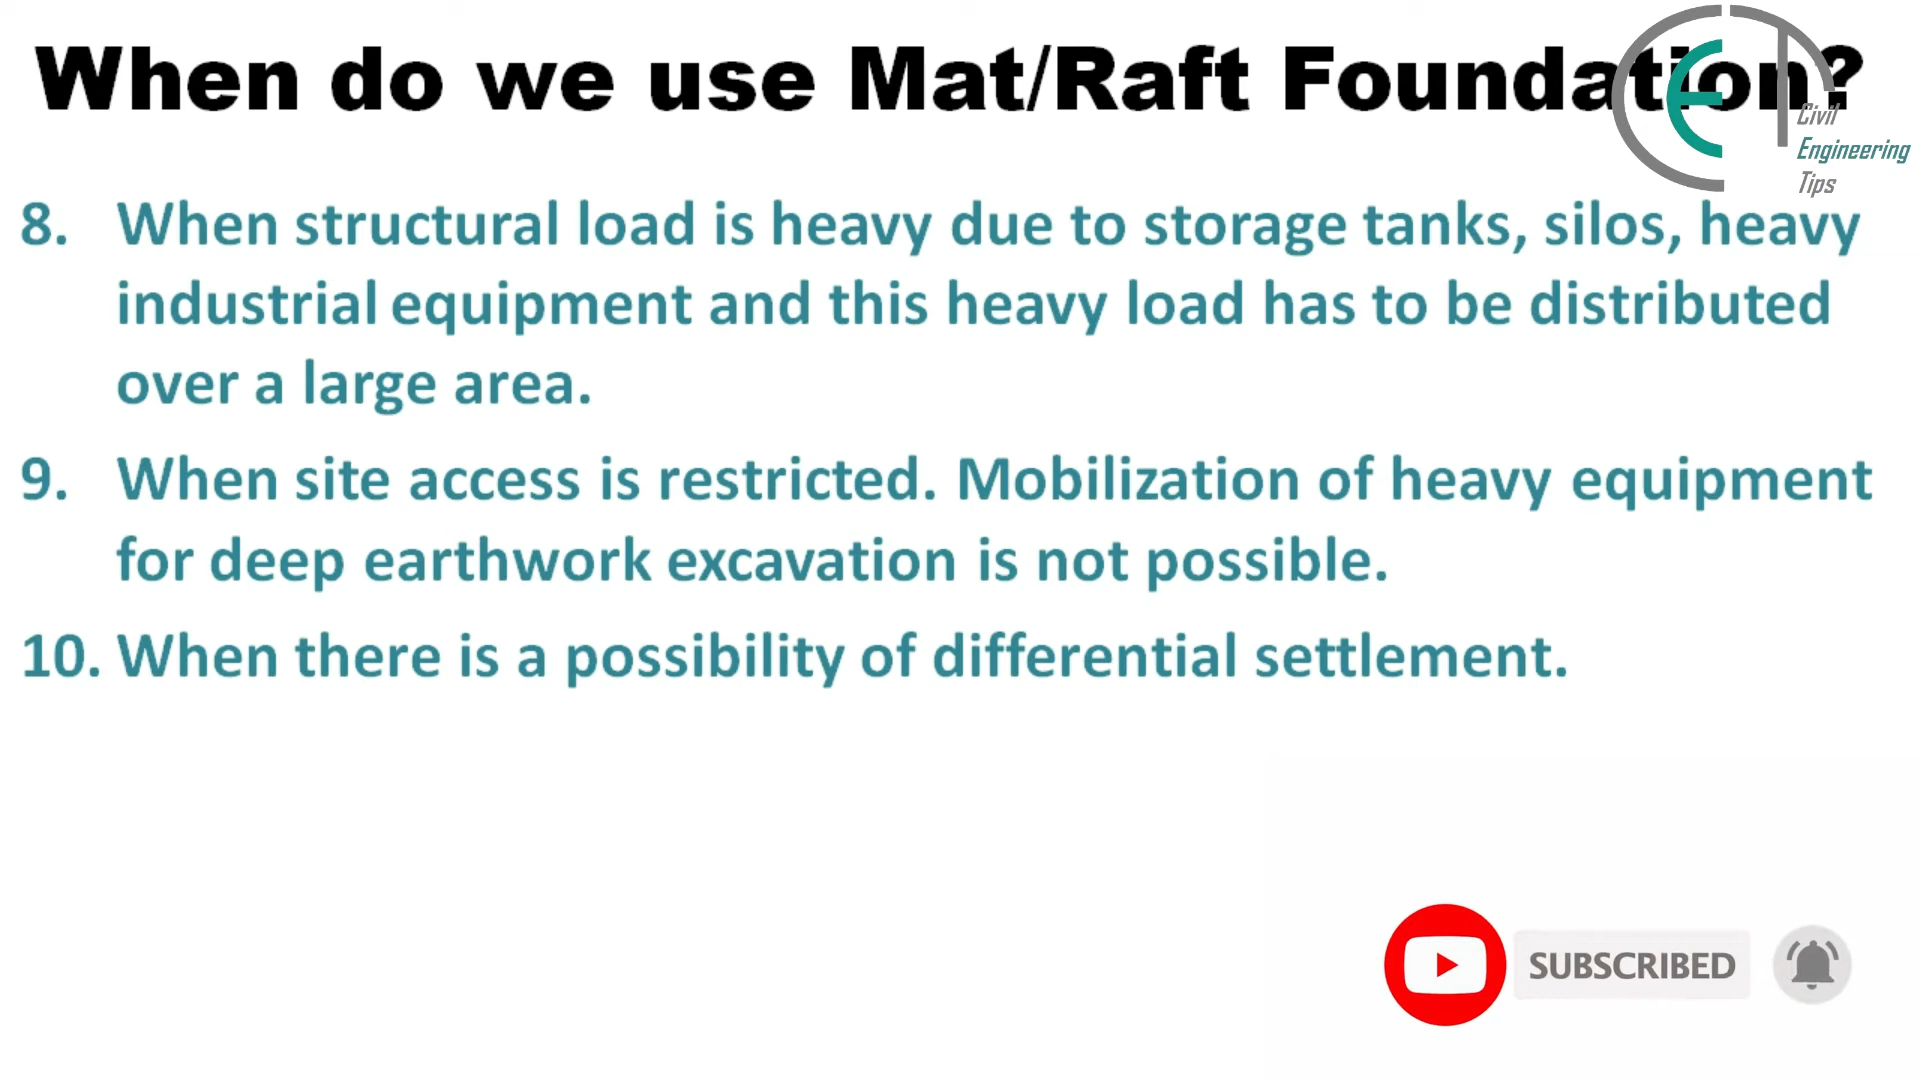 When do we use Mat/Raft Foundation?
Civil
Engineering
Tips
8. When structural load is heavy due to storage tanks, silos, heavy
industrial equipment and this heavy load has to be distributed
over a large area.
9. When site access is restricted. Mobilization of heavy equipment
for deep earthwork excavation is not possible.
10. When there is a possibility of differential settlement.
SUBSCRIBED